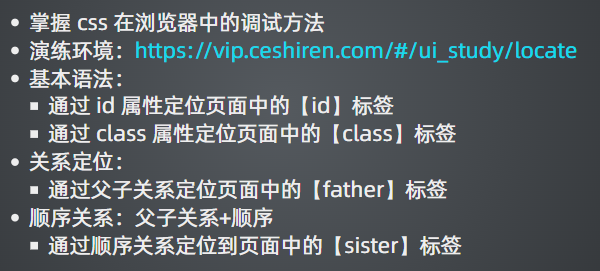 掌握 css 在浏览器中的调试方法
演练环境：https://vip.ceshiren.com/#/ui_study/locate
基本语法：
通过 id 属性定位页面中的【id】标签
通过 class 属性定位页面中的【class】标签
关系定位：
通过父子关系定位页面中的【father】标签
顺序关系：父子关系+顺序
通过顺序关系定位到页面中的【sister】标签